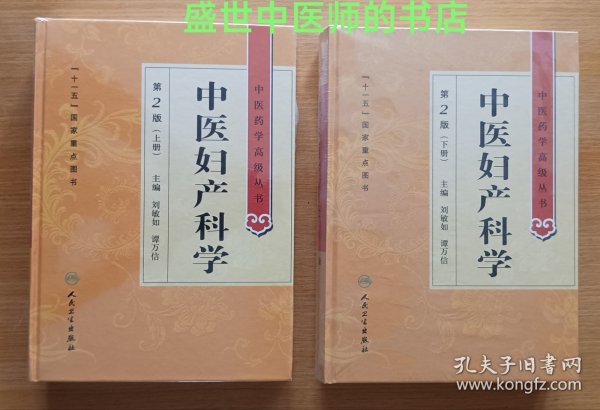 盛世中医师的书店
中医药学高级丛书
中医妇产科学
第2版（上册）
主编 刘敏如 谭万信
「十一五」国家重点图书
人民卫生出版社
中医药学高级丛书
中医妇产科学
第2版（下册）
主编 刘敏如 谭万信
「十一五」国家重点图书
人民卫生出版社
孔夫子旧书网
www.kongfz.com